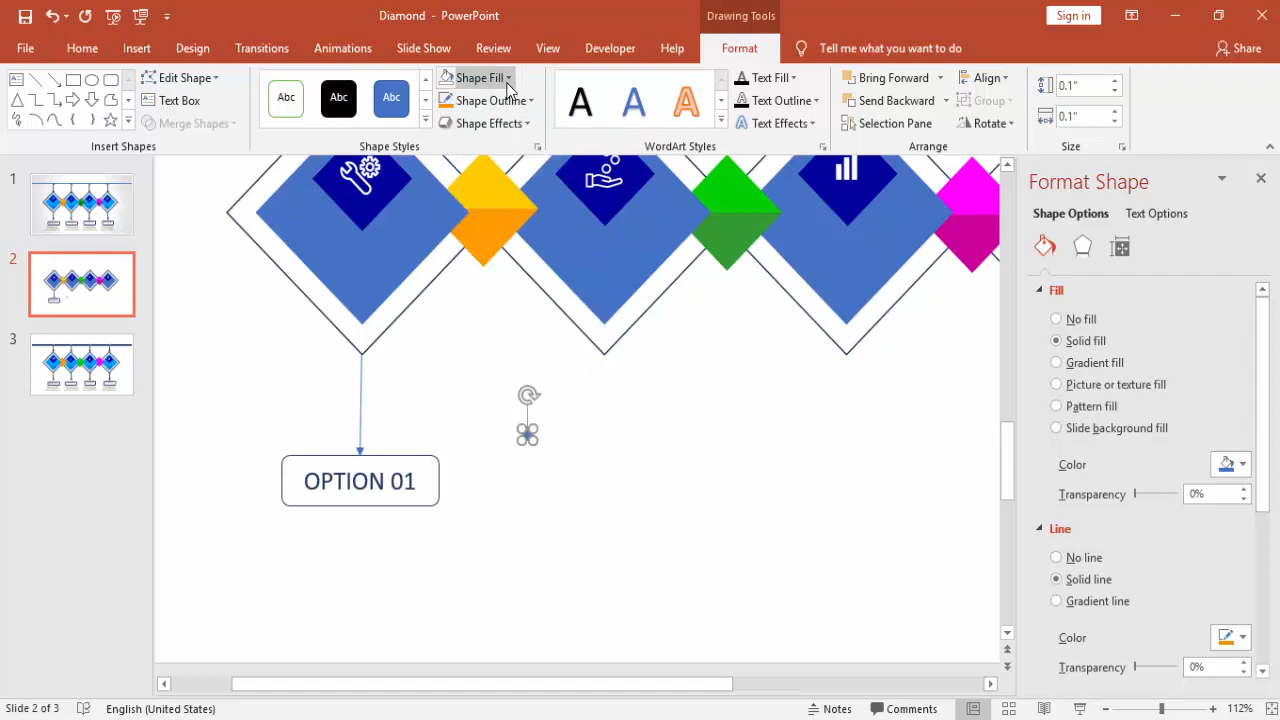 Diamond - PowerPoint
Drawing Tools
Sign in
File
Home
Insert
Design
Transitions
Animations
Slide Show
Review
View
Developer
Help
Format
Tell me what you want to do
Share
Edit Shape
Text Box
Merge Shapes
Insert Shapes
Abc
Abc
Abc
Shape Fill
Shape Outline
Shape Effects
Shape Styles
A
A
A
Text Fill
Text Outline
Text Effects
WordArt Styles
Bring Forward
Send Backward
Selection Pane
Align
Group
Rotate
Arrange
0.1"
0.1"
Size
1
2
3
OPTION 01
Format Shape
Shape Options
Text Options
Fill
No fill
Solid fill
Gradient fill
Picture or texture fill
Pattern fill
Slide background fill
Color
Transparency
0%
Line
No line
Solid line
Gradient line
Color
Transparency
0%
Slide 2 of 3
English (United States)
Notes
Comments
112%